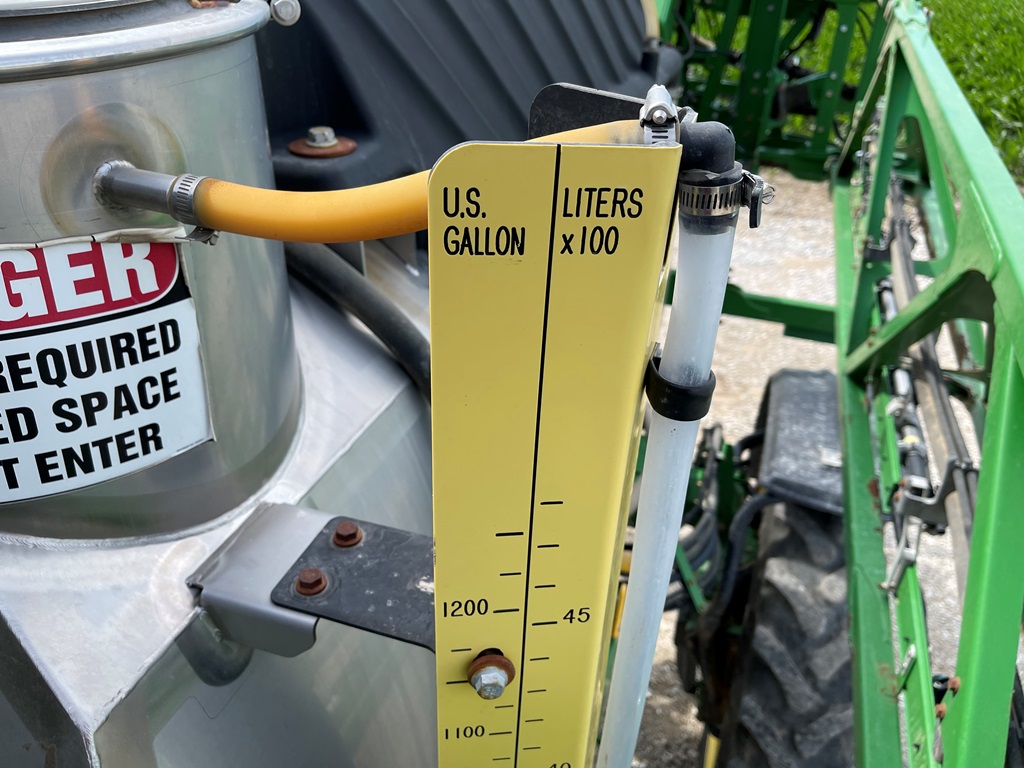 GER
REQUIRED
ED SPACE
T ENTER
U.S.
GALLON
LITERS
x100
1200
45
1100